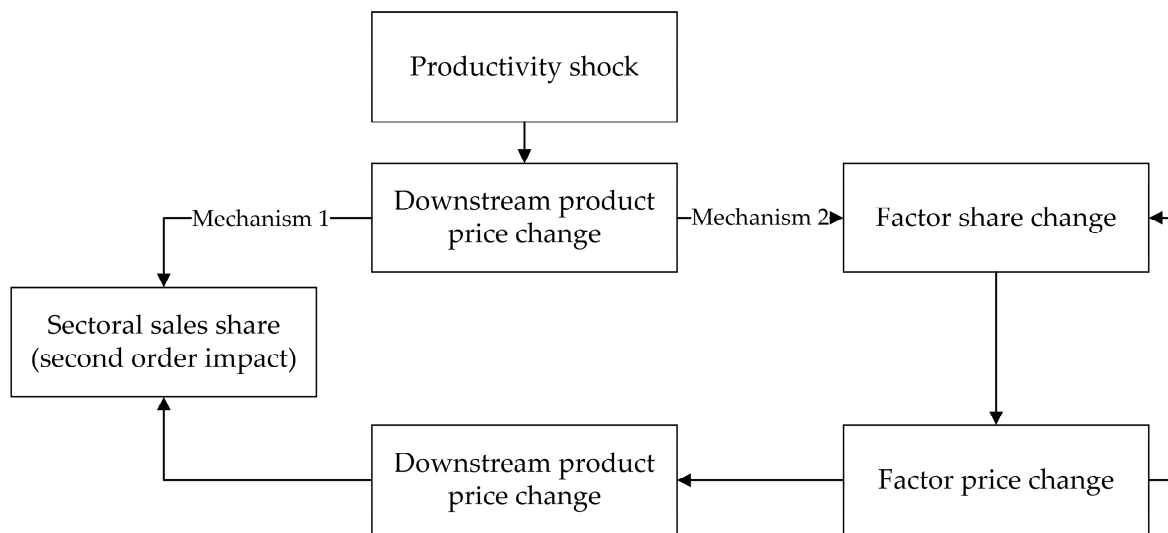 Productivity shock
Downstream product
price change
Mechanism 1
Mechanism 2
Factor share change
Sectoral sales share
(second order impact)
Downstream product
price change
Factor price change